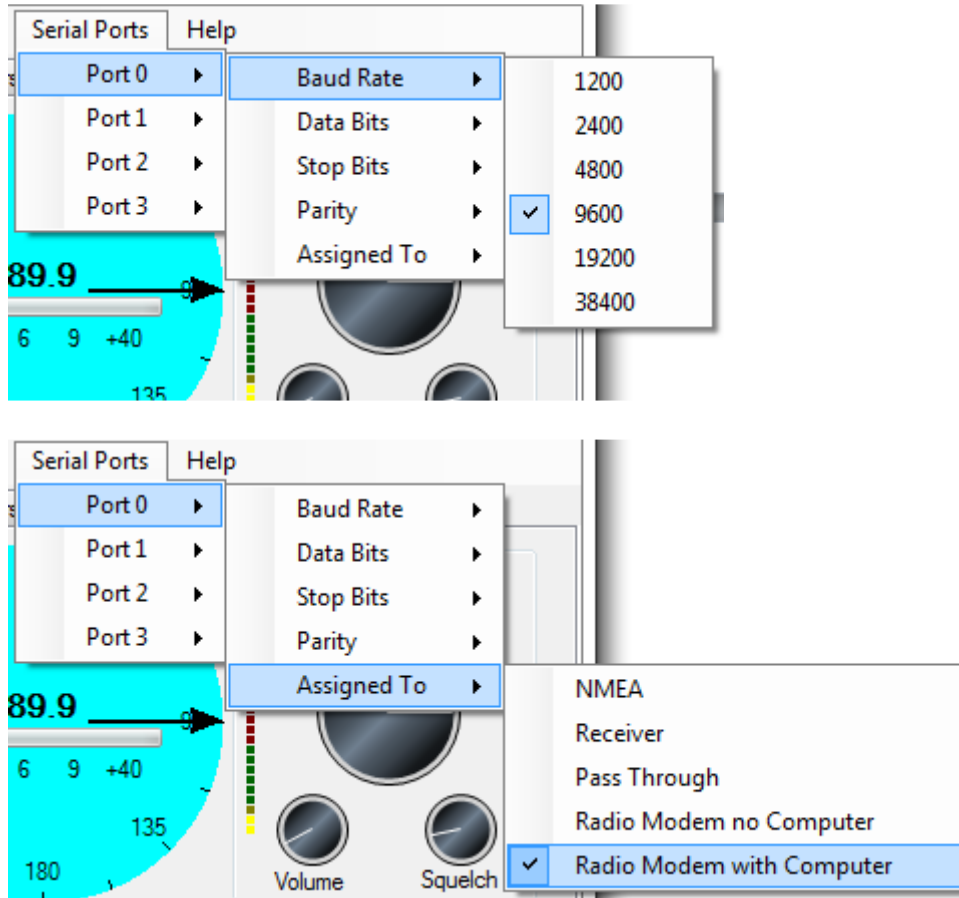 Serial Ports Help
Port 0 Baud Rate 1200
Port 1 Data Bits 2400
Port 2 Stop Bits 4800
Port 3 Parity 9600
Assigned To 19200
38400
89.9
6 9 +40
135
Serial Ports Help
Port 0 Baud Rate
Port 1 Data Bits
Port 2 Stop Bits
Port 3 Parity
Assigned To NMEA
89.9
Receiver
6 9 +40 Pass Through
135 Radio Modem no Computer
180 Volume Squelch Radio Modem with Computer